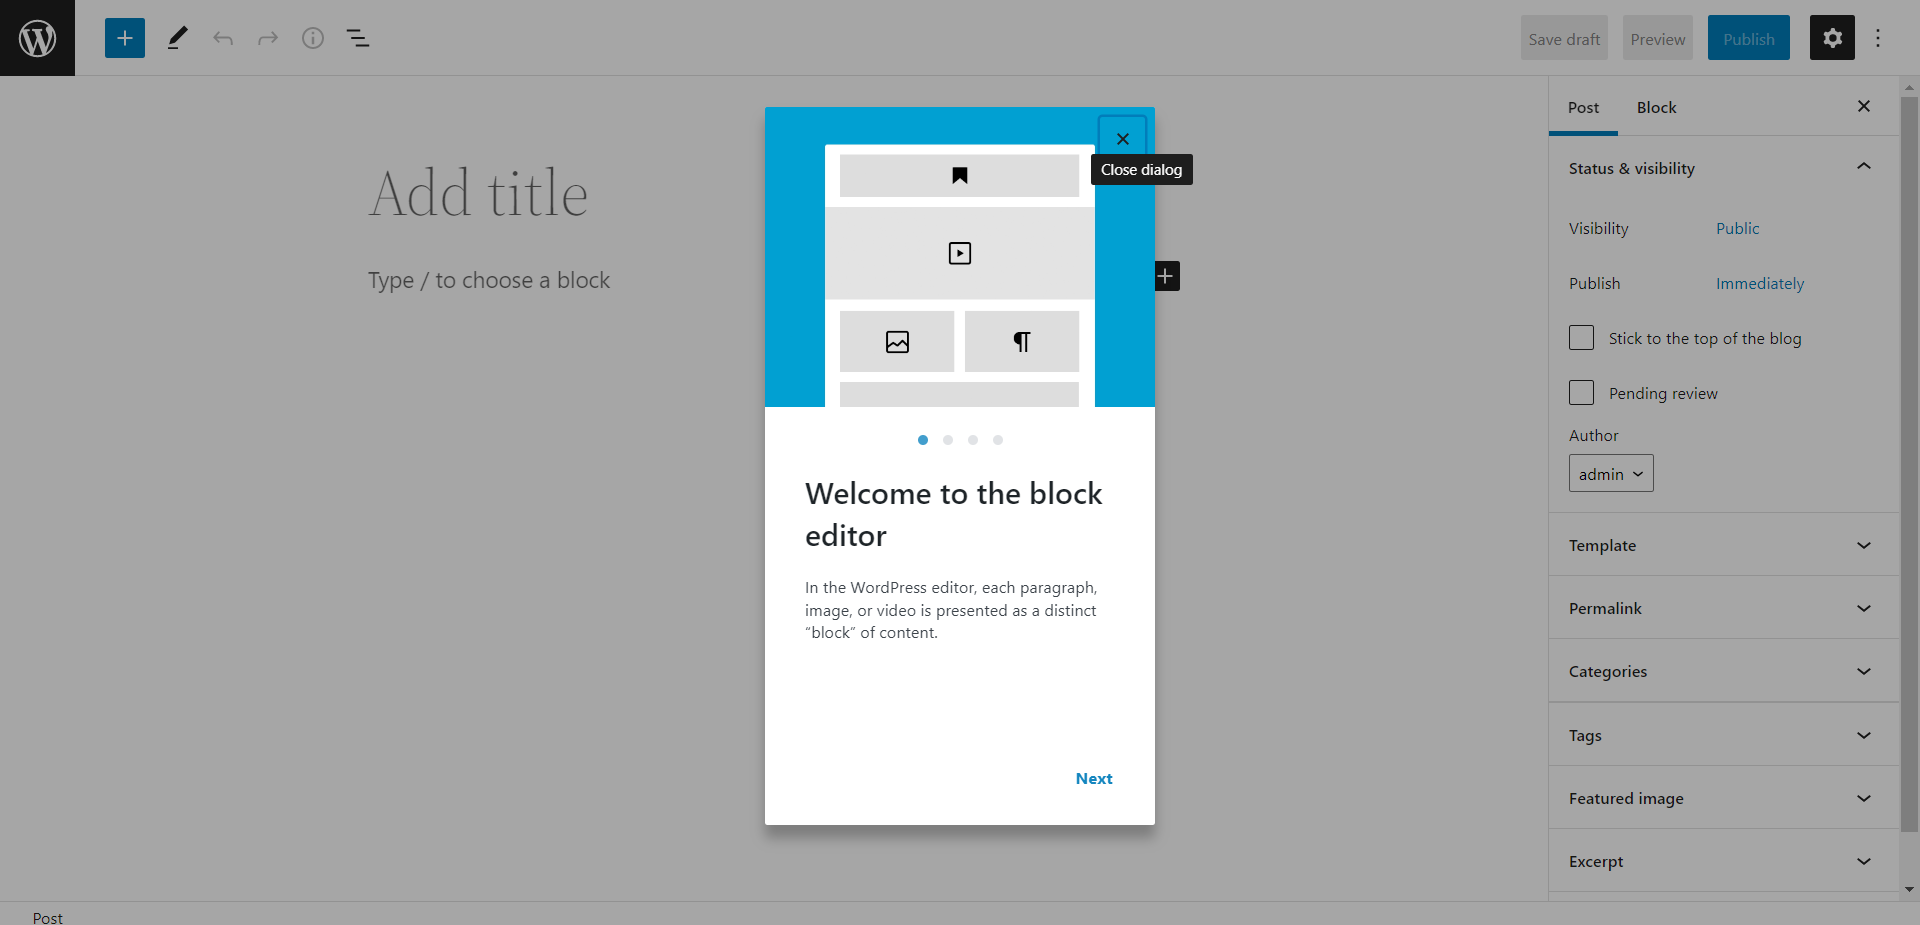 Save draft
Preview
Publish
Add title
Type / to choose a block
Close dialog
Welcome to the block
editor
In the WordPress editor, each paragraph,
image, or video is presented as a distinct
“block” of content.
Next
Post Block
Status & visibility
Visibility Public
Publish Immediately
Stick to the top of the blog
Pending review
Author
admin
Template
Permalink
Categories
Tags
Featured image
Excerpt
Post